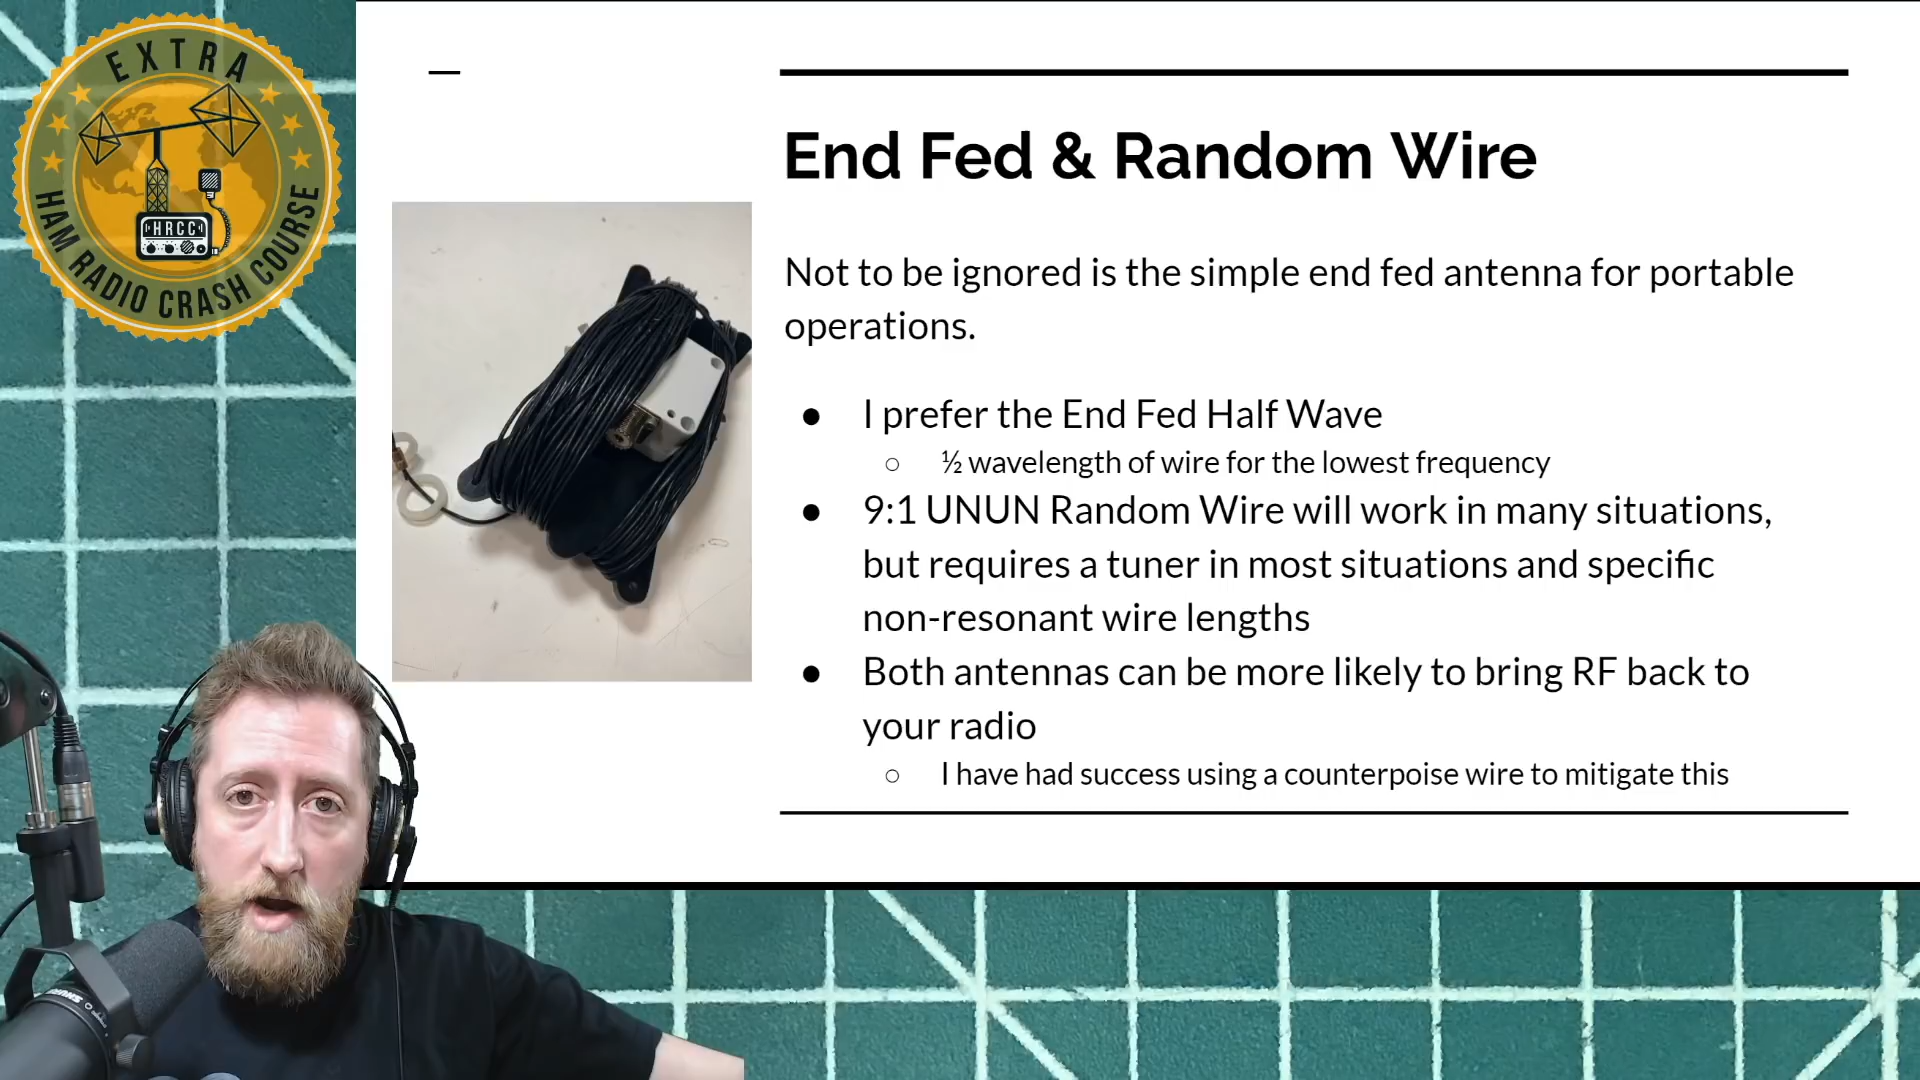 EXTRA
HRCC
HAM RADIO CRASH COURSE
End Fed & Random Wire
Not to be ignored is the simple end fed antenna for portable
operations.
● I prefer the End Fed Half Wave
○ ½ wavelength of wire for the lowest frequency
● 9:1 UNUN Random Wire will work in many situations,
but requires a tuner in most situations and specific
non-resonant wire lengths
● Both antennas can be more likely to bring RF back to
your radio
○ I have had success using a counterpoise wire to mitigate this
SHURE